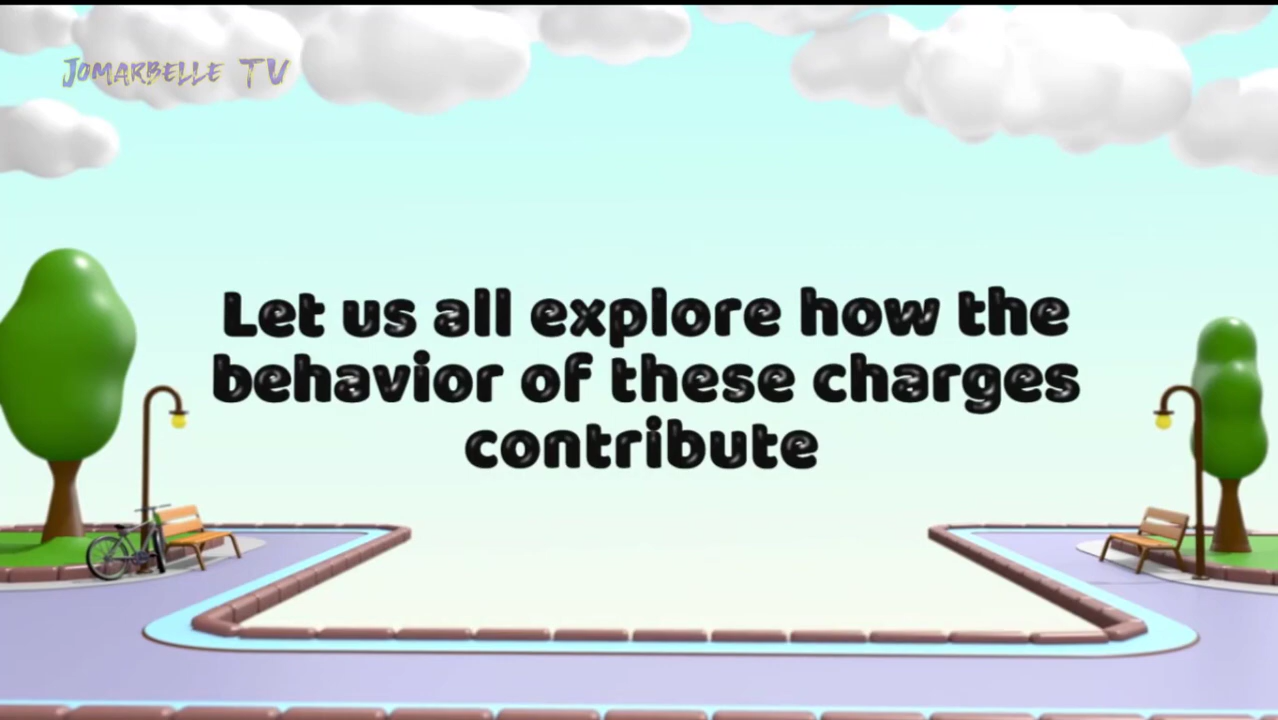 Jomarbelle TV
Let us all explore how the
behavior of these charges
contribute